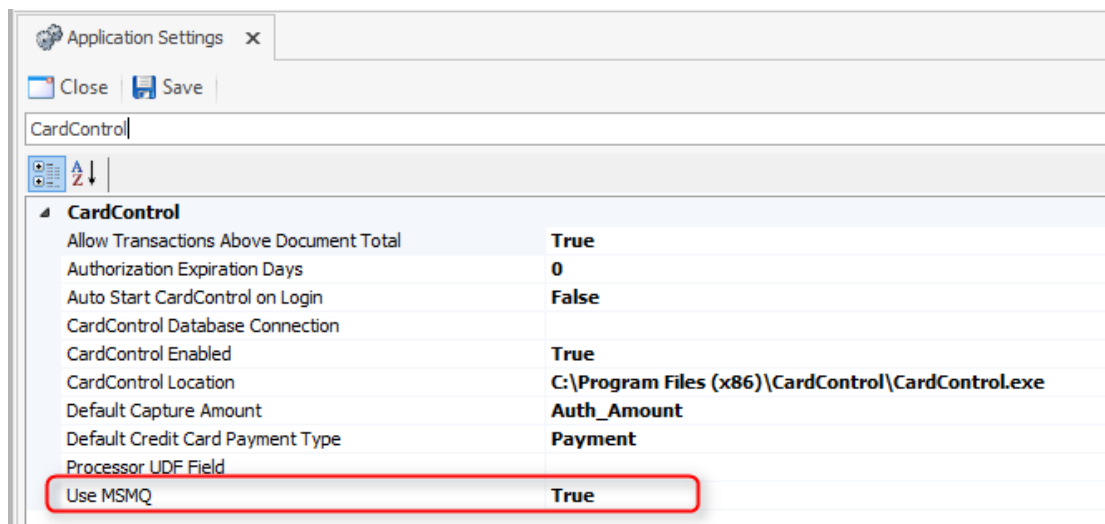 Application Settings x
Close Save
CardControl
A Z
CardControl
Allow Transactions Above Document Total True
Authorization Expiration Days 0
Auto Start CardControl on Login False
CardControl Database Connection
CardControl Enabled True
CardControl Location C:\Program Files (x86)\CardControl\CardControl.exe
Default Capture Amount Auth_Amount
Default Credit Card Payment Type Payment
Processor UDF Field
Use MSMQ True